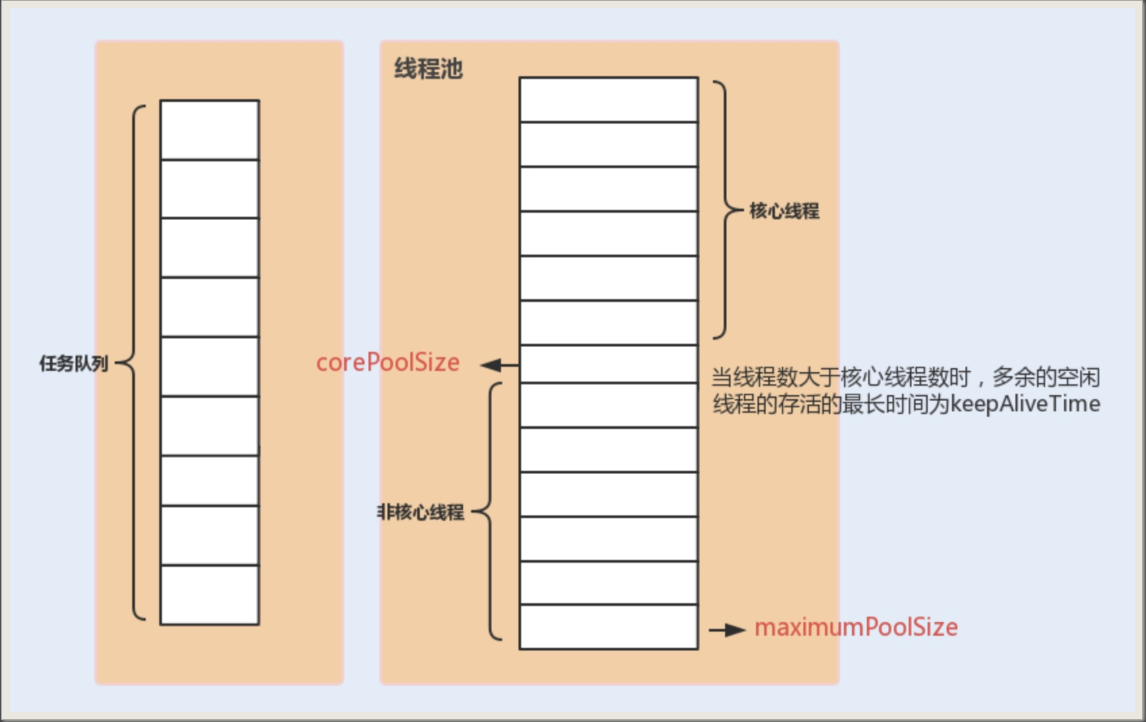 线程池
核心线程
任务队列
corePoolSize
当线程数大于核心线程数时，多余的空闲
线程的存活的最长时间为keepAliveTime
非核心线程
maximumPoolSize